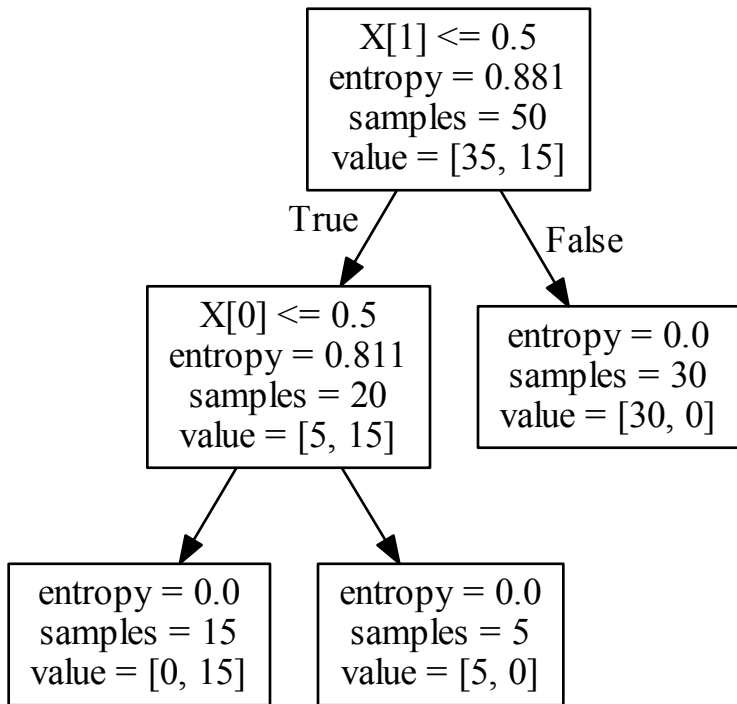 X[1] <= 0.5
entropy = 0.881
samples = 50
value = [35, 15]
True
False
X[0] <= 0.5
entropy = 0.811
samples = 20
value = [5, 15]
entropy = 0.0
samples = 30
value = [30, 0]
entropy = 0.0
samples = 15
value = [0, 15]
entropy = 0.0
samples = 5
value = [5, 0]